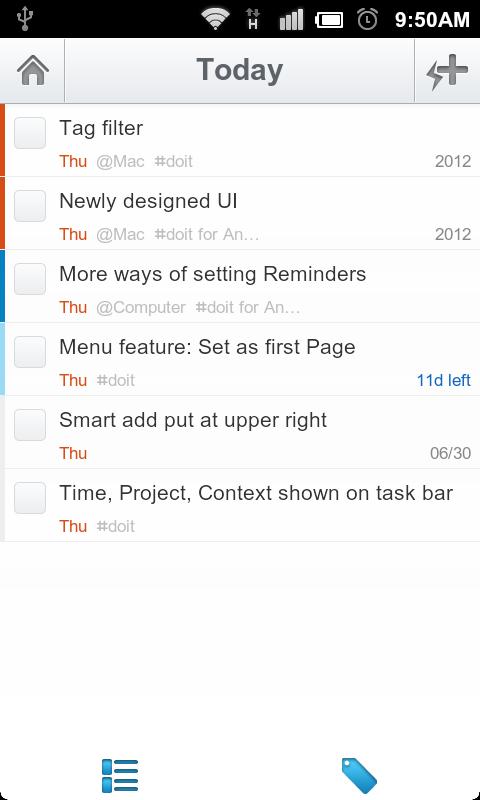 H 9:50AM
Today
Tag filter
Thu @Mac #doit 2012
Newly designed UI
Thu @Mac #doit for An... 2012
More ways of setting Reminders
Thu @Computer #doit for An...
Menu feature: Set as first Page
Thu #doit 11d left
Smart add put at upper right
Thu 06/30
Time, Project, Context shown on task bar
Thu #doit